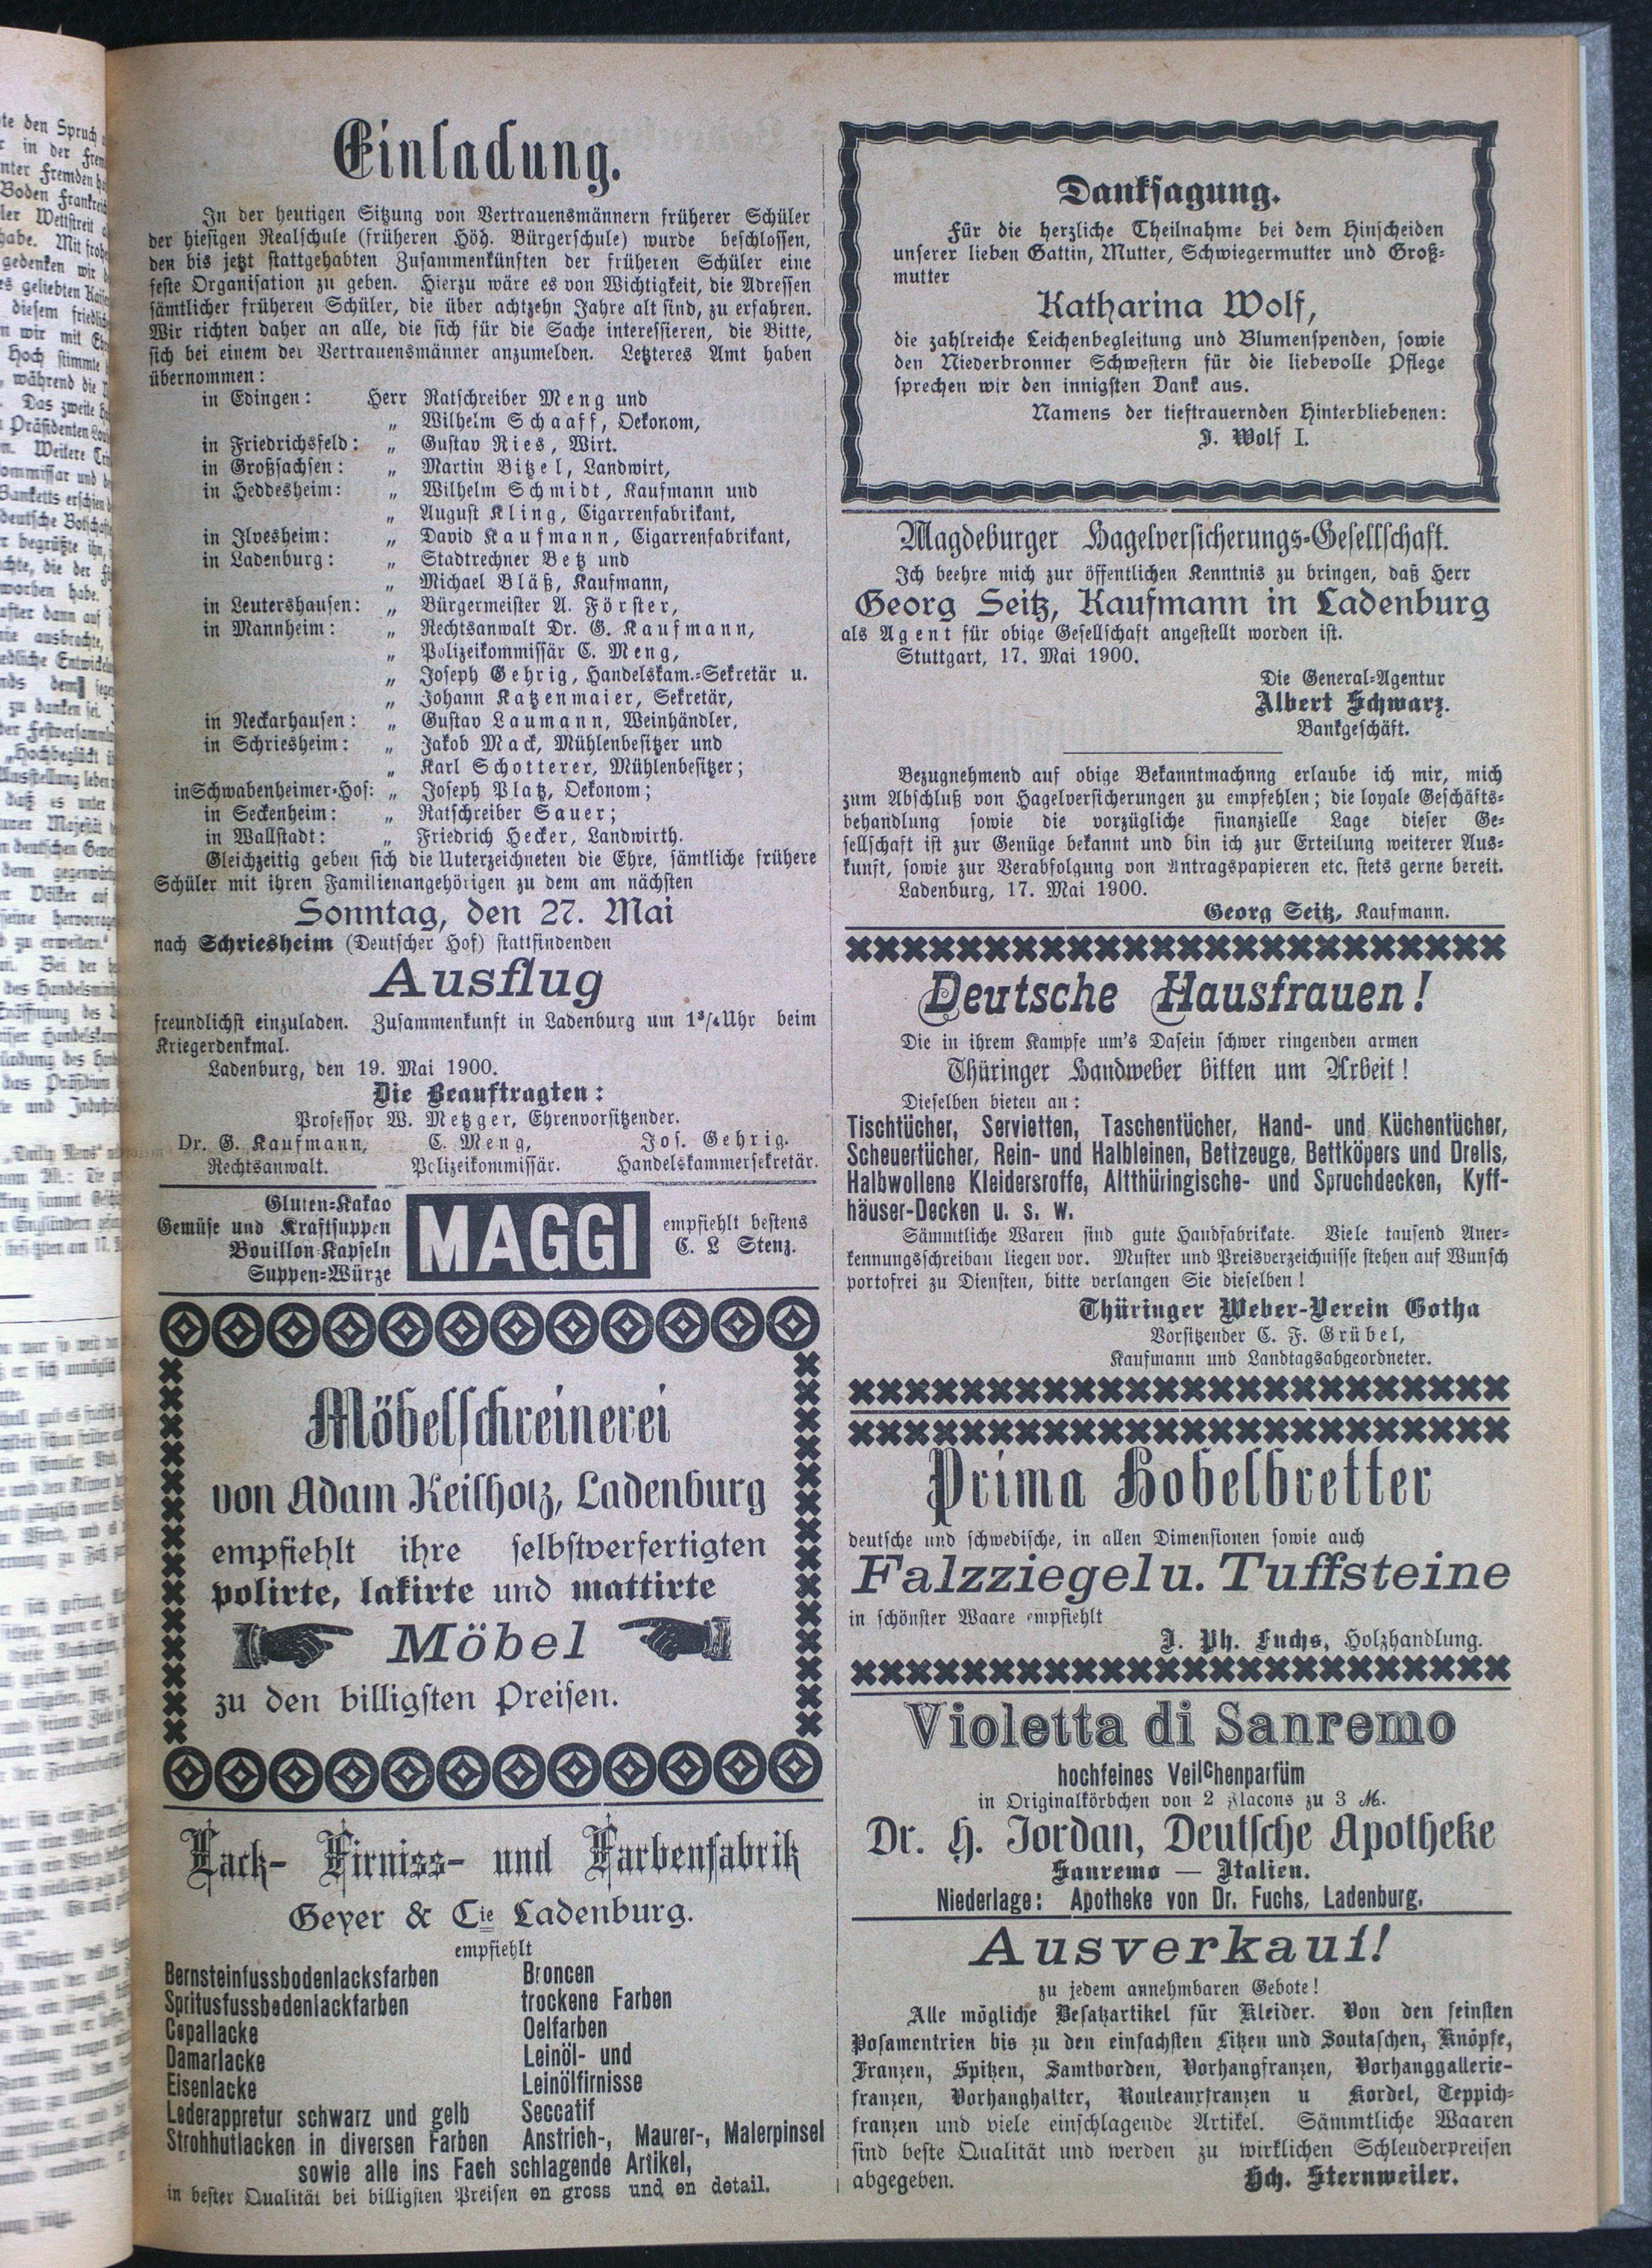 Einladung.
In der heutigen Sitzung von Vertrauensmännern früherer Schüler
der hiesigen Realschule (früheren Höh. Bürgerschule) wurde beschlossen,
den bis jetzt stattgehabten Zusammenkünften der früheren Schüler eine
feste Organisation zu geben. Hierzu wäre es von Wichtigkeit, die Adressen
sämtlicher früheren Schüler, die über achtzehn Jahre alt sind, zu erfahren.
Wir richten daher an alle, die sich für die Sache interessieren, die Bitte,
sich bei einem der Vertrauensmänner anzumelden. Letzteres Amt haben
übernommen:
in Edingen: Herr Ratschreiber Meng und
„ Wilhelm Schaaff, Oekonom,
in Friedrichsfeld: „ Gustav Ries, Wirt.
in Großsachsen: „ Martin Bitzel, Landwirt,
in Heddesheim: „ Wilhelm Schmidt, Kaufmann und
„ August Kling, Cigarrenfabrikant,
in Ilvesheim: „ David Kaufmann, Cigarrenfabrikant,
in Ladenburg: „ Stadtrechner Betz und
„ Michael Bläß, Kaufmann,
in Leutershausen: „ Bürgermeister A. Förster,
in Mannheim: „ Rechtsanwalt Dr. G. Kaufmann,
„ Polizeikommissär C. Meng,
„ Joseph Gehrig, Handelskam.-Sekretär u.
„ Johann Katzenmaier, Sekretär,
in Neckarhausen: „ Gustav Laumann, Weinhändler,
in Schriesheim: „ Jakob Mack, Mühlenbesitzer und
„ Karl Schotterer, Mühlenbesitzer;
in Schwabenheimer-Hof: „ Joseph Platz, Oekonom;
in Seckenheim: „ Ratschreiber Sauer;
in Wallstadt: „ Friedrich Hecker, Landwirth.
Gleichzeitig geben sich die Unterzeichneten die Ehre, sämtliche frühere
Schüler mit ihren Familienangehörigen zu dem am nächsten
Sonntag, den 27. Mai
nach Schriesheim (Deutscher Hof) stattfindenden
Ausflug
freundlichst einzuladen. Zusammenkunft in Ladenburg um 1³/₄ Uhr beim
Kriegerdenkmal.
Ladenburg, den 19. Mai 1900.
Die Beauftragten:
Professor W. Metzger, Ehrenvorsitzender.
Dr. G. Kaufmann, C. Meng, Jos. Gehrig.
Rechtsanwalt. Polizeikommissär. Handelskammersekretär.
Gluten-Kakao
Gemüse und Kraftsuppen
Bouillon-Kapseln
Suppen-Würze
MAGGI
empfiehlt bestens
C. L Stenz.
Möbelschreinerei
von Adam Keilholz, Ladenburg
empfiehlt ihre selbstverfertigten
polirte, lakirte und mattirte
Möbel
zu den billigsten Preisen.
Lack- Firniss- und Farbenfabrik
Geyer & Cie Ladenburg.
empfiehlt
Bernsteinfussbodenlacksfarben Broncen
Spritusfussbodenlackfarben trockene Farben
Copallacke Oelfarben
Damarlacke Leinöl- und
Eisenlacke Leinölfirnisse
Lederappretur schwarz und gelb Seccatif
Strohhutlacken in diversen Farben Anstrich-, Maurer-, Malerpinsel
sowie alle ins Fach schlagende Artikel,
in bester Qualität bei billigsten Preisen en gross und en detail.
Danksagung.
Für die herzliche Theilnahme bei dem Hinscheiden
unserer lieben Gattin, Mutter, Schwiegermutter und Groß-
mutter
Katharina Wolf,
die zahlreiche Leichenbegleitung und Blumenspenden, sowie
den Niederbronner Schwestern für die liebevolle Pflege
sprechen wir den innigsten Dank aus.
Namens der tieftrauernden Hinterbliebenen:
J. Wolf I.
Magdeburger Hagelversicherungs-Gesellschaft.
Ich beehre mich zur öffentlichen Kenntnis zu bringen, daß Herr
Georg Seitz, Kaufmann in Ladenburg
als Agent für obige Gesellschaft angestellt worden ist.
Stuttgart, 17. Mai 1900.
Die General-Agentur
Albert Schwarz.
Bankgeschäft.
Bezugnehmend auf obige Bekanntmachnng erlaube ich mir, mich
zum Abschluß von Hagelversicherungen zu empfehlen; die loyale Geschäfts-
behandlung sowie die vorzügliche finanzielle Lage dieser Ge-
sellschaft ist zur Genüge bekannt und bin ich zur Erteilung weiterer Aus-
kunft, sowie zur Verabfolgung von Antragspapieren etc. stets gerne bereit.
Ladenburg, 17. Mai 1900.
Georg Seitz, Kaufmann.
Deutsche Hausfrauen!
Die in ihrem Kampfe um's Dasein schwer ringenden armen
Thüringer Handweber bitten um Arbeit!
Dieselben bieten an:
Tischtücher, Servietten, Taschentücher, Hand- und Küchentücher,
Scheuertücher, Rein- und Halbleinen, Betizeuge, Bettköpers und Drells,
Halbwollene Kleidersroffe, Altthüringische- und Spruchdecken, Kyff-
häuser-Decken u. s. w.
Sämmtliche Waren sind gute Handfabrikate. Viele tausend Aner-
kennungsschreiban liegen vor. Muster und Preisverzeichnisse stehen auf Wunsch
portofrei zu Diensten, bitte verlangen Sie dieselben!
Thüringer Weber-Verein Gotha
Vorsitzender C. F. Grübel,
Kaufmann und Landtagsabgeordneter.
Prima Hobelbretter
deutsche und schwedische, in allen Dimensionen sowie auch
Falzziegel u. Tuffsteine
in schönster Waare empfiehlt
J. Ph. Fuchs, Holzhandlung.
Violetta di Sanremo
hochfeines Veilchenparfüm
in Originalkörbchen von 2 Flacons zu 3 M.
Dr. H. Jordan, Deutsche Apotheke
Sanremo — Italien.
Niederlage: Apotheke von Dr. Fuchs, Ladenburg.
Ausverkauf!
zu jedem annehmbaren Gebote!
Alle mögliche Besatzartikel für Kleider. Von den feinsten
Posamentrien bis zu den einfachsten Litzen und Soutaschen, Knöpfe,
Franzen, Spitzen, Samtborden, Vorhangfranzen, Vorhanggallerie-
franzen, Vorhanghalter, Rouleanxfranzen u Kordel, Teppich-
franzen und viele einschlagende Artikel. Sämmtliche Waaren
sind beste Qualität und werden zu wirklichen Schleuderpreisen
abgegeben. Hch. Sternweiler.